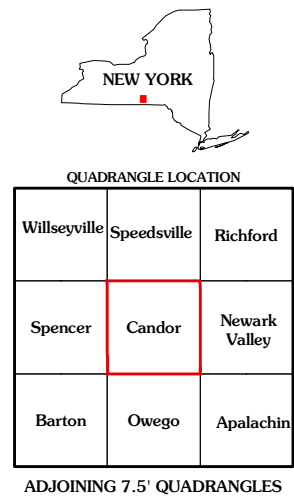 NEW YORK
QUADRANGLE LOCATION
Willseyville Speedsville Richford
Spencer Candor Newark Valley
Barton Owego Apalachin
ADJOINING 7.5' QUADRANGLES